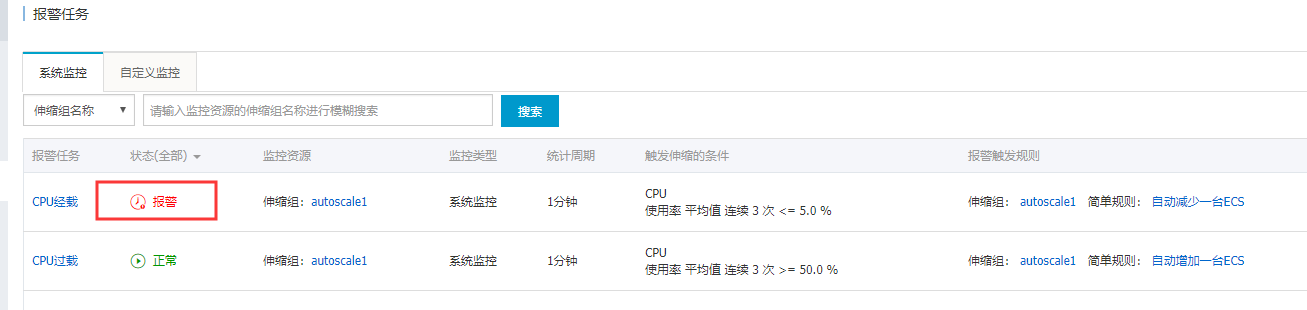 报警任务
系统监控 自定义监控
伸缩组名称 请输入监控资源的伸缩组名称进行模糊搜索 搜索
报警任务 状态(全部) 监控资源 监控类型 统计周期 触发伸缩的条件 报警触发规则
CPU经载 报警 伸缩组: autoscale1 系统监控 1分钟 CPU 伸缩组: autoscale1 简单规则: 自动减少一台ECS
使用率 平均值 连续 3 次 <= 5.0 %
CPU过载 正常 伸缩组: autoscale1 系统监控 1分钟 CPU 伸缩组: autoscale1 简单规则: 自动增加一台ECS
使用率 平均值 连续 3 次 >= 50.0 %